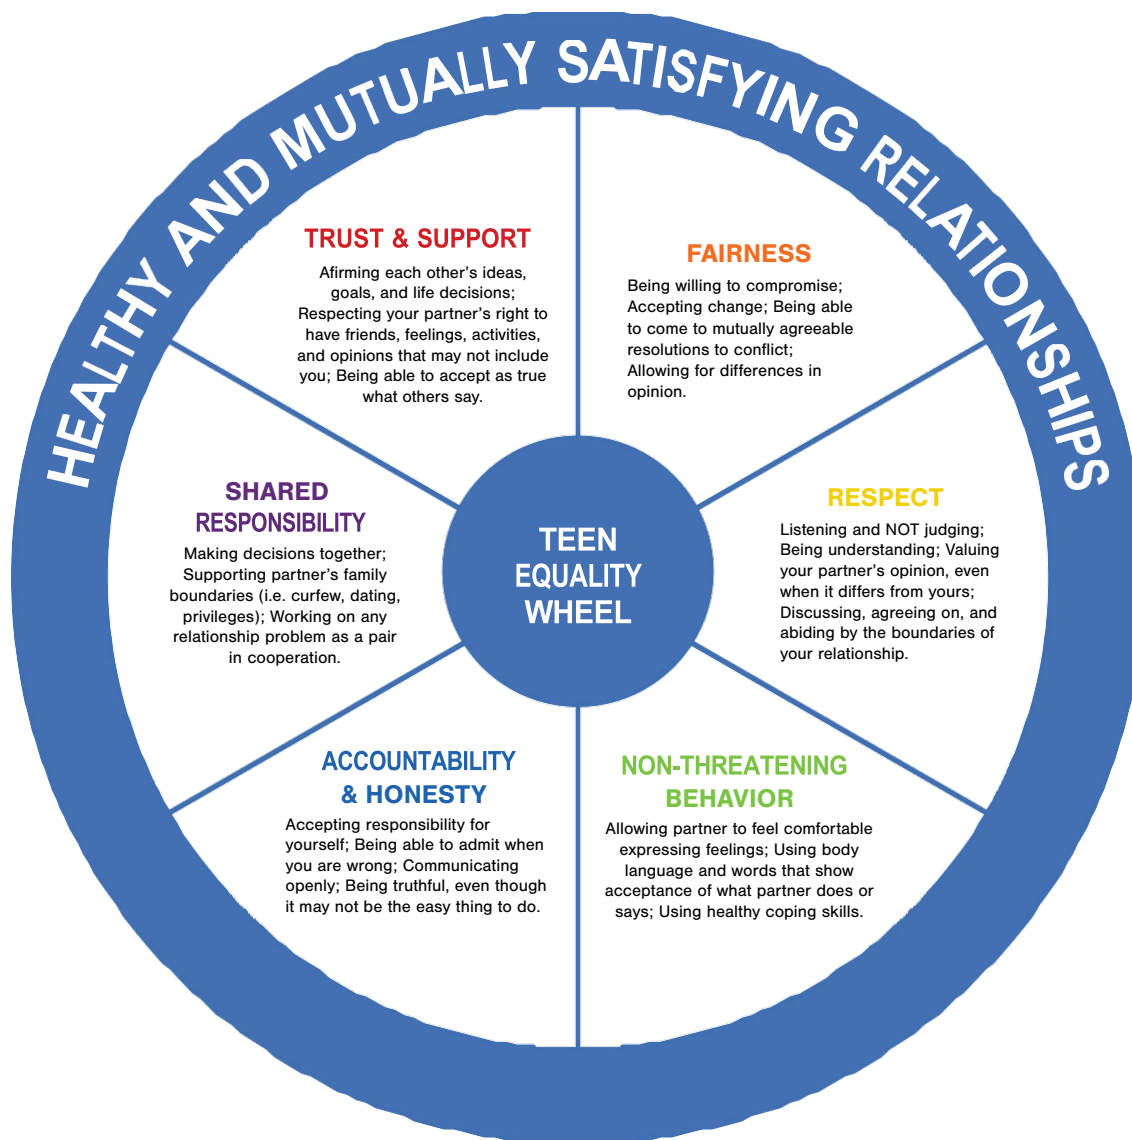 HEALTHY AND MUTUALLY SATISFYING RELATIONSHIPS
TRUST & SUPPORT
Afirming each other's ideas,
goals, and life decisions;
Respecting your partner's right to
have friends, feelings, activities,
and opinions that may not include
you; Being able to accept as true
what others say.
FAIRNESS
Being willing to compromise;
Accepting change; Being able
to come to mutually agreeable
resolutions to conflict;
Allowing for differences in
opinion.
SHARED
RESPONSIBILITY
Making decisions together;
Supporting partner's family
boundaries (i.e. curfew, dating,
privileges); Working on any
relationship problem as a pair
in cooperation.
TEEN
EQUALITY
WHEEL
RESPECT
Listening and NOT judging;
Being understanding; Valuing
your partner's opinion, even
when it differs from yours;
Discussing, agreeing on, and
abiding by the boundaries of
your relationship.
ACCOUNTABILITY
& HONESTY
Accepting responsibility for
yourself; Being able to admit when
you are wrong; Communicating
openly; Being truthful, even though
it may not be the easy thing to do.
NON-THREATENING
BEHAVIOR
Allowing partner to feel comfortable
expressing feelings; Using body
language and words that show
acceptance of what partner does or
says; Using healthy coping skills.